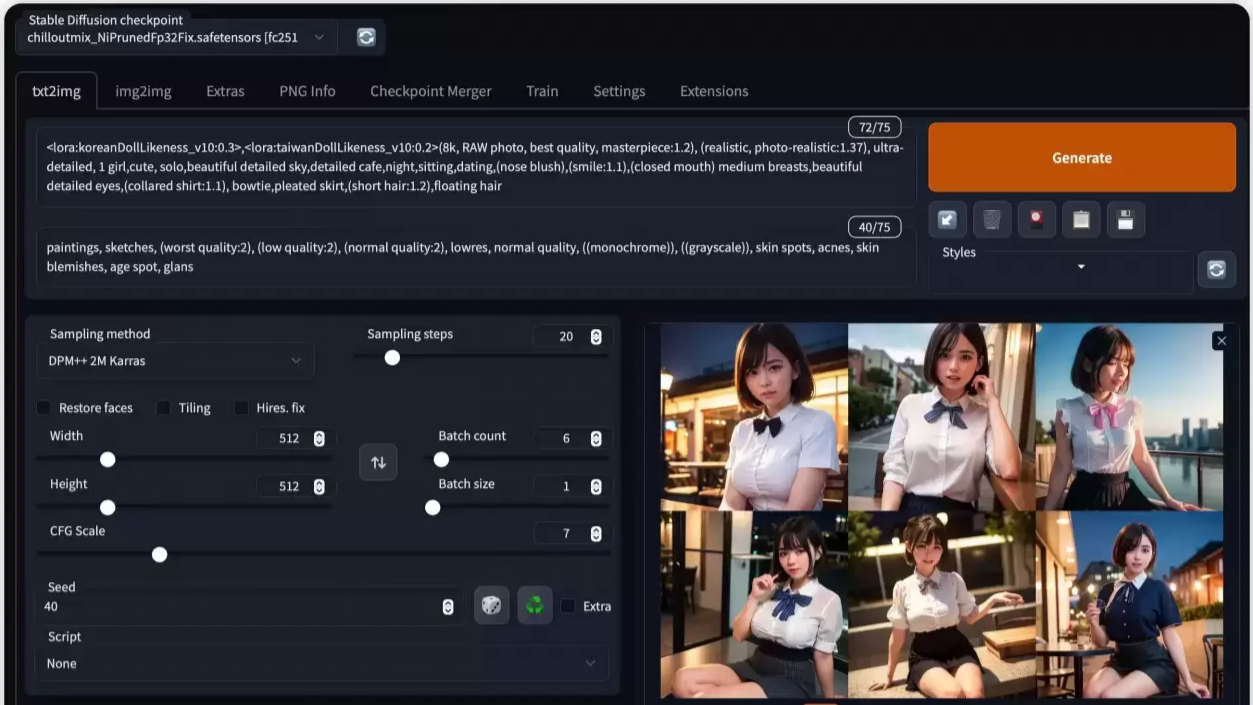 Stable Diffusion checkpoint
chilloutmix_NiPrunedFp32Fix.safetensors [fc251
txt2img img2img Extras PNG Info Checkpoint Merger Train Settings Extensions
72/75
<lora:koreanDollLikeness_v10:0.3>,<lora:taiwanDollLikeness_v10:0.2>(8k, RAW photo, best quality, masterpiece:1.2), (realistic, photo-realistic:1.37), ultra-
detailed, 1 girl,cute, solo,beautiful detailed sky,detailed cafe,night,sitting,dating,(nose blush),(smile:1.1),(closed mouth) medium breasts,beautiful
detailed eyes,(collared shirt:1.1), bowtie,pleated skirt,(short hair:1.2),floating hair
Generate
40/75
paintings, sketches, (worst quality:2), (low quality:2), (normal quality:2), lowres, normal quality, ((monochrome)), ((grayscale)), skin spots, acnes, skin
blemishes, age spot, glans
Styles
Sampling method
DPM++ 2M Karras
Sampling steps
20
Restore faces Tiling Hires. fix
Width
512
Batch count
6
Height
512
Batch size
1
CFG Scale
7
Seed
40
Extra
Script
None